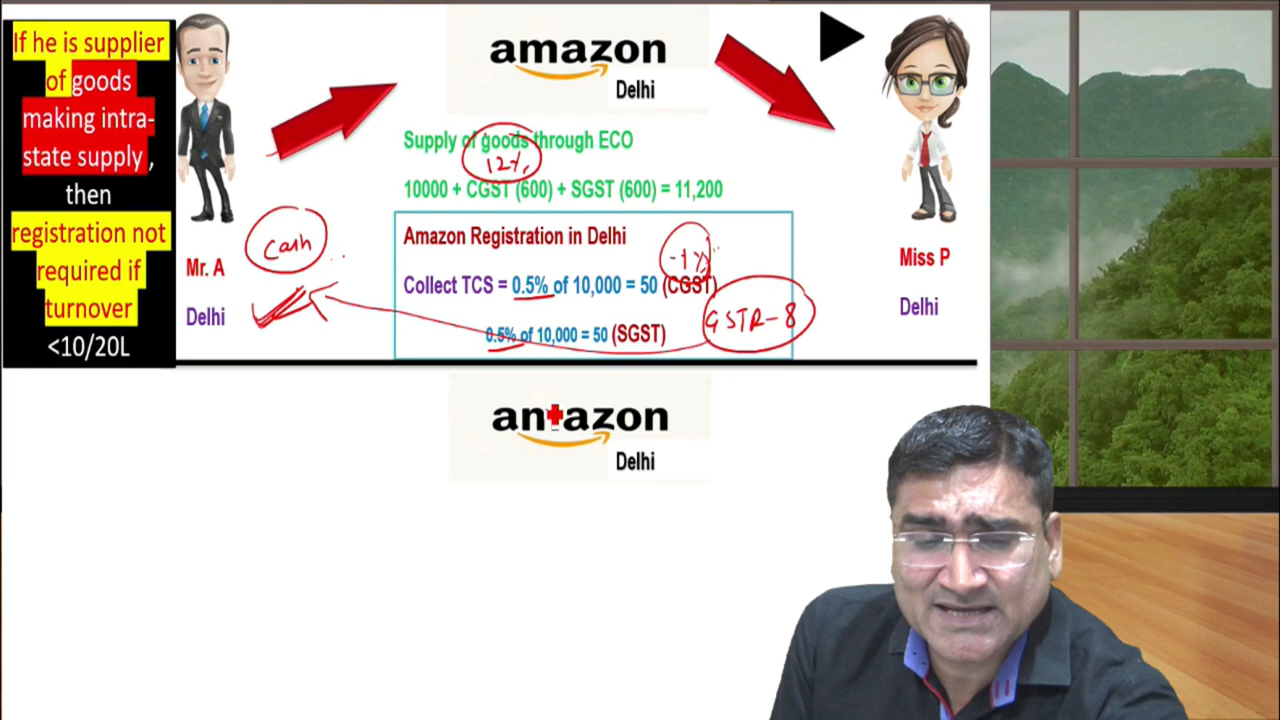 If he is supplier
of goods
making intra-
state supply ,
then
registration not
required if
turnover
<10/20L
amazon
Delhi
Supply of goods through ECO
12%
10000 + CGST (600) + SGST (600) = 11,200
Cash
Mr. A
Delhi
Amazon Registration in Delhi
-1%
Collect TCS = 0.5% of 10,000 = 50 (CGST)
GSTR-8
0.5% of 10,000 = 50 (SGST)
Miss P
Delhi
amazon
Delhi